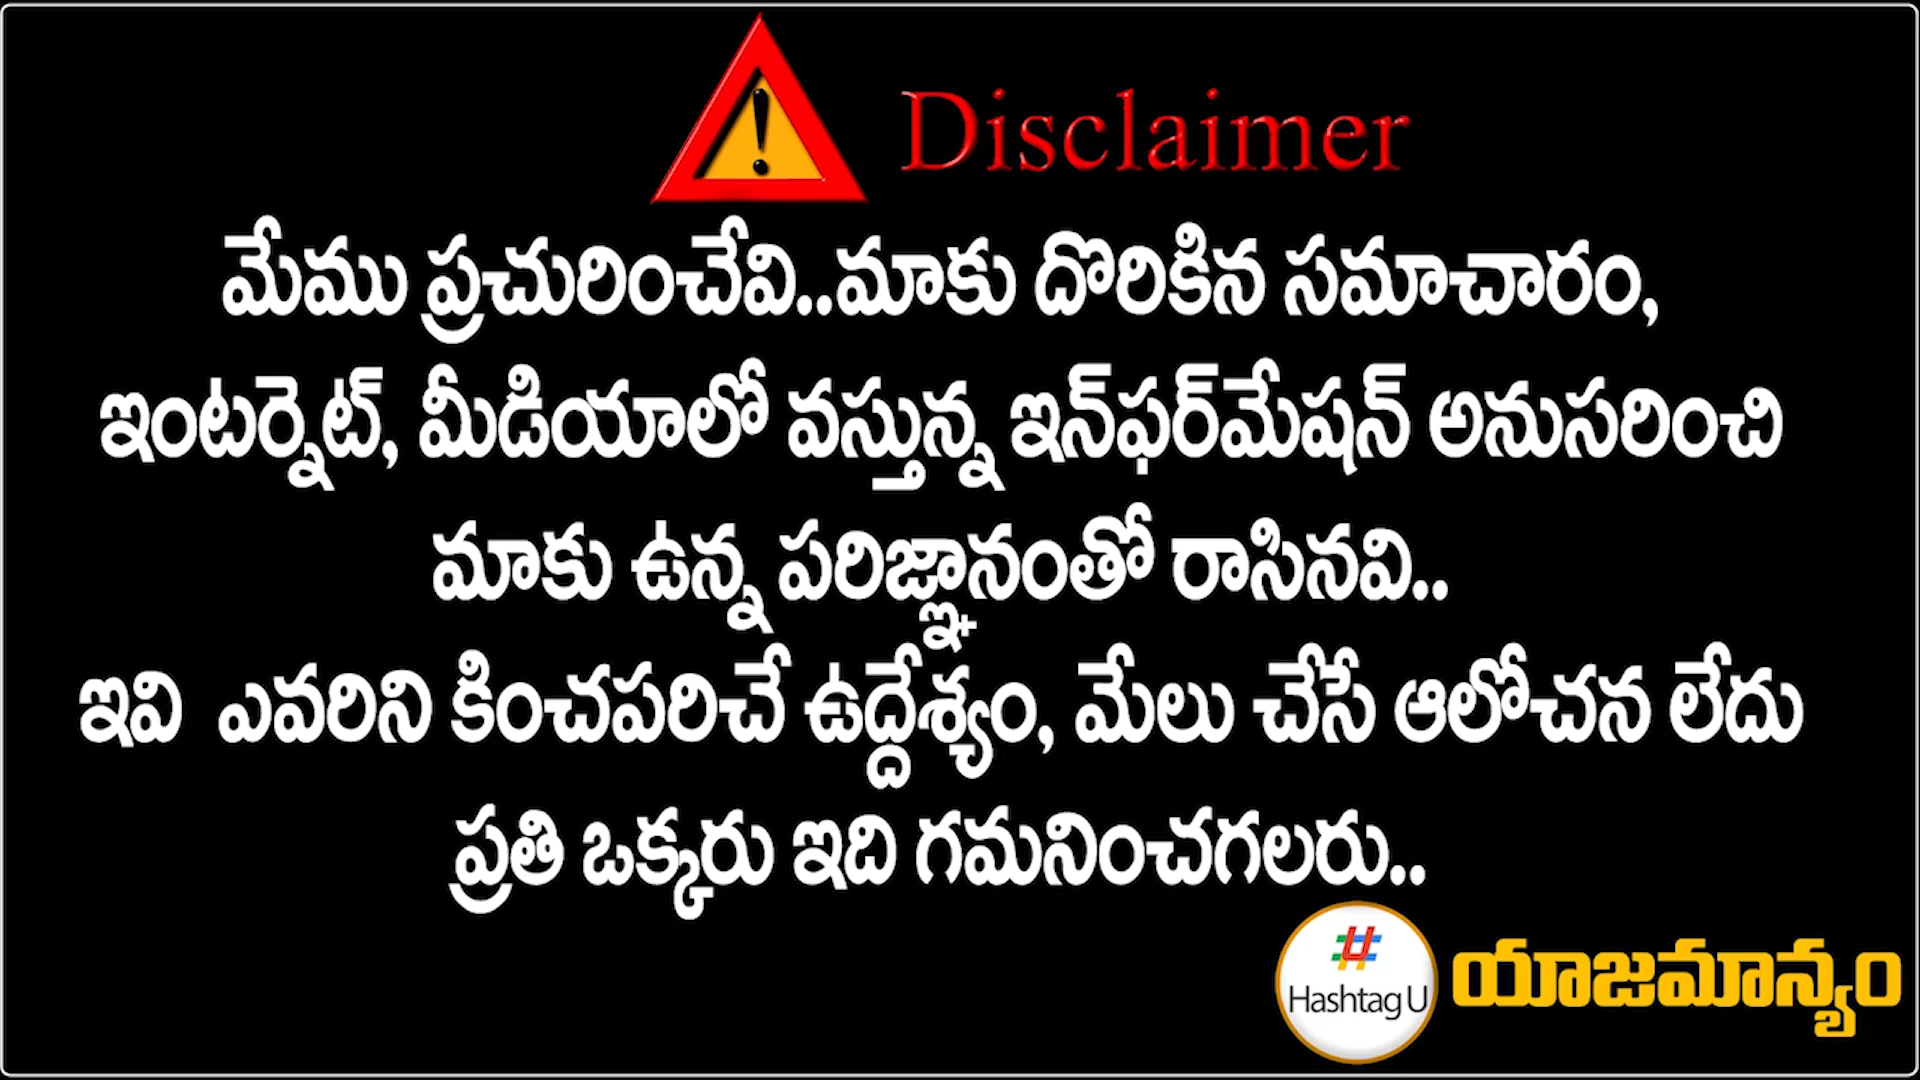 Disclaimer
మేము ప్రచురించేవి..మాకు దొరికిన సమాచారం,
ఇంటర్నెట్, మీడియాలో వస్తున్న ఇన్‌ఫర్‌మేషన్ అనుసరించి
మాకు ఉన్న పరిజ్ఞానంతో రాసినవి..
ఇవి ఎవరిని కించపరిచే ఉద్దేశ్యం, మేలు చేసే ఆలోచన లేదు
ప్రతి ఒక్కరు ఇది గమనించగలరు..
# Hashtag U యాజమాన్యం